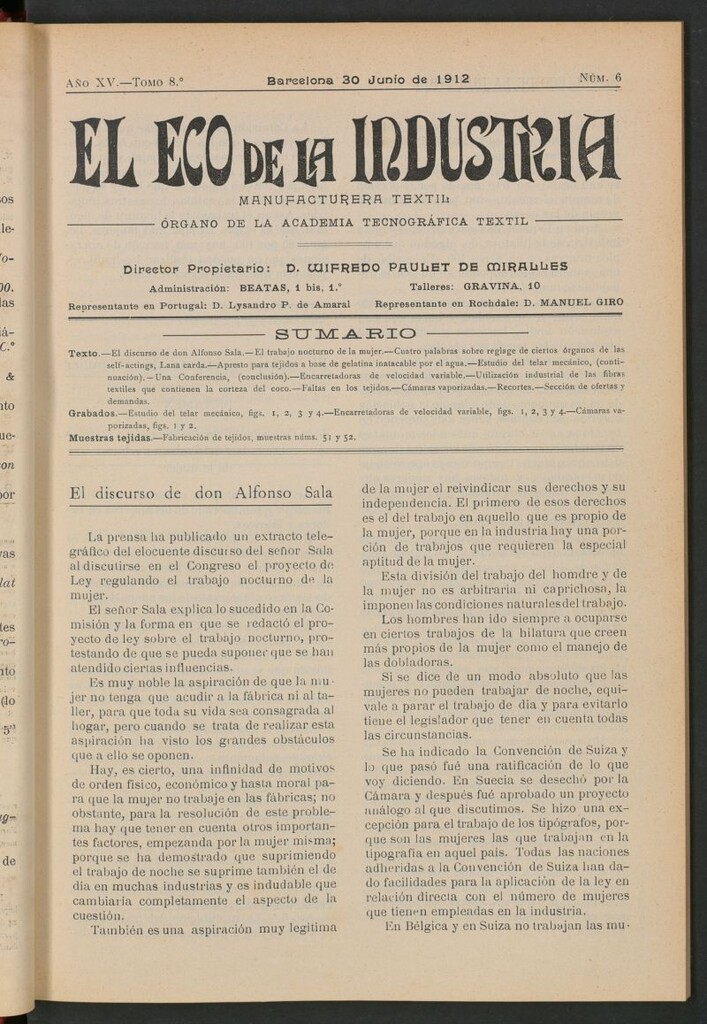 Año XV.—Tomo 8.°
Barcelona 30 Junio de 1912
Núm. 6
EL ECO DE LA INDUSTRIA
MANUFACTURERA TEXTIL
ÓRGANO DE LA ACADEMIA TECNOGRÁFICA TEXTIL
Director Propietario: D. WIFREDO PAULET DE MIRALLES
Administración: BEATAS, 1 bis, 1.°
Talleres: GRAVINA, 10
Representante en Portugal: D. Lysandro P. de Amaral
Representante en Rochdale: D. MANUEL GIRO
SUMARIO
Texto.—El discurso de don Alfonso Sala.—El trabajo nocturno de la mujer.—Cuatro palabras sobre reglage de ciertos órganos de las
self-actings, Lana carda.—Apresto para tejidos a base de gelatina inatacable por el agua.—Estudio del telar mecánico, (conti-
nuación).—Una Conferencia, (conclusión).—Encarretadoras de velocidad variable.—Utilización industrial de las fibras
textiles que contienen la corteza del coco.—Faltas en los tejidos.—Cámaras vaporizadas.—Recortes.—Sección de ofertas y
demandas.
Grabados.—Estudio del telar mecánico, figs. 1, 2, 3 y 4.—Encarretadoras de velocidad variable, figs. 1, 2, 3 y 4.—Cámaras va-
porizadas, figs. 1 y 2.
Muestras tejidas.—Fabricación de tejidos, muestras núms. 51 y 52.
El discurso de don Alfonso Sala
La prensa ha publicado un extracto tele-
gráfico del elocuente discurso del señor Sala
al discutirse en el Congreso el proyecto de
Ley regulando el trabajo nocturno de la
mujer.
El señor Sala explica lo sucedido en la Co-
misión y la forma en que se redactó el pro-
yecto de ley sobre el trabajo nocturno, pro-
testando de que se pueda suponer que se han
atendido ciertas influencias.
Es muy noble la aspiración de que la mu-
jer no tenga que acudir a la fábrica ni al ta-
ller, para que toda su vida sea consagrada al
hogar, pero cuando se trata de realizar esta
aspiración ha visto los grandes obstáculos
que a ello se oponen.
Hay, es cierto, una infinidad de motivos
de orden físico, económico y hasta moral pa-
ra que la mujer no trabaje en las fábricas; no
obstante, para la resolución de este proble-
ma hay que tener en cuenta otros importan-
tes factores, empezanda por la mujer misma;
porque se ha demostrado que suprimiendo
el trabajo de noche se suprime también el de
día en muchas industrias y es indudable que
cambiaria completamente el aspecto de la
cuestión.
También es una aspiración muy legítima
de la mujer el reivindicar sus derechos y su
independencia. El primero de esos derechos
es el del trabajo en aquello que es propio de
la mujer, porque en la industria hay una por-
ción de trabajos que requieren la especial
aptitud de la mujer.
Esta división del trabajo del homdre y de
la mujer no es arbitraria ni caprichosa, la
imponen las condiciones naturales del trabajo.
Los hombres han ido siempre a ocuparse
en ciertos trabajos de la hilatura que creen
más propios de la mujer como el manejo de
las dobladoras.
Si se dice de un modo absoluto que las
mujeres no pueden trabajar de noche, equi-
vale a parar el trabajo de dia y para evitarlo
tiene el legislador que tener en cuenta todas
las circunstancias.
Se ha indicado la Convención de Suiza y
lo que pasó fué una ratificación de lo que
voy diciendo. En Suecia se desechó por la
Cámara y después fué aprobado un proyecto
análogo al que discutimos. Se hizo una ex-
cepción para el trabajo de los tipógrafos, por-
que son las mujeres las que trabajan en la
tipografía en aquel país. Todas las naciones
adheridas a la Convención de Suiza han da-
do facilidades para la aplicación de la ley en
relación directa con el número de mujeres
que tienen empleadas en la industria.
En Bélgica y en Suiza no trabajan las mu-